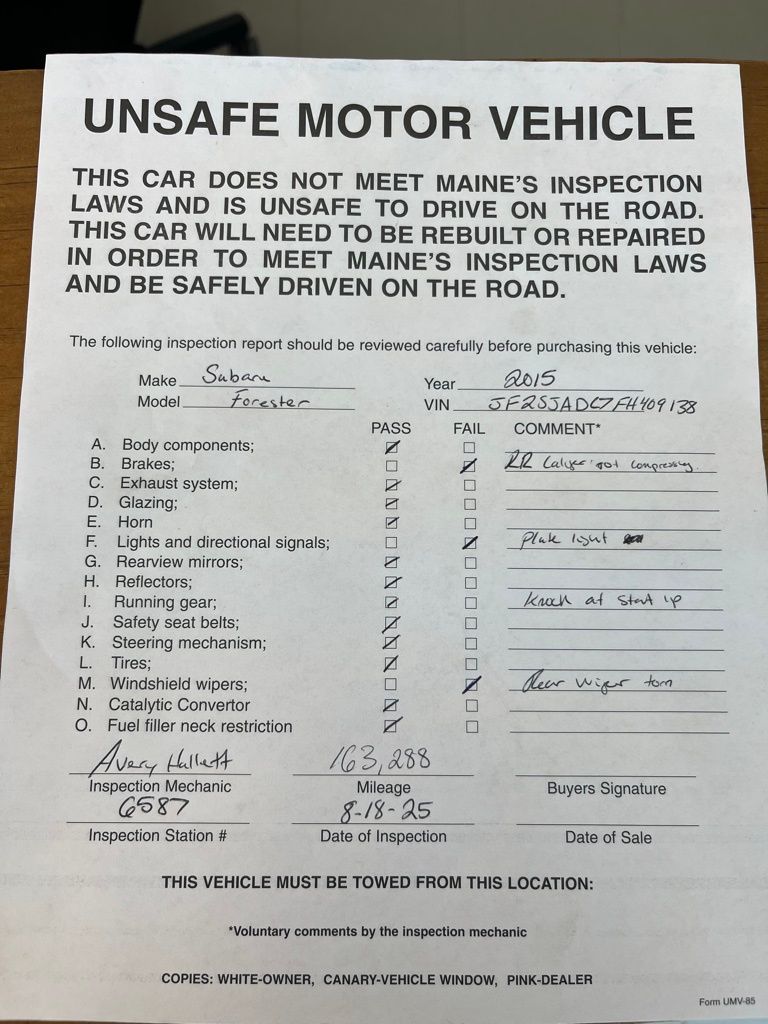 UNSAFE MOTOR VEHICLE
THIS CAR DOES NOT MEET MAINE'S INSPECTION
LAWS AND IS UNSAFE TO DRIVE ON THE ROAD.
THIS CAR WILL NEED TO BE REBUILT OR REPAIRED
IN ORDER TO MEET MAINE'S INSPECTION LAWS
AND BE SAFELY DRIVEN ON THE ROAD.
The following inspection report should be reviewed carefully before purchasing this vehicle:
Make Subaru Year 2015
Model Forester VIN JF2SJADC7FH409138
PASS FAIL COMMENT*
A. Body components;
B. Brakes; RR Caliper not compressing.
C. Exhaust system;
D. Glazing;
E. Horn
F. Lights and directional signals; Plate light
G. Rearview mirrors;
H. Reflectors;
I. Running gear; Knock at start up
J. Safety seat belts;
K. Steering mechanism;
L. Tires;
M. Windshield wipers; Rear wiper torn
N. Catalytic Convertor
O. Fuel filler neck restriction
Avery Hallett 163,288
Inspection Mechanic Mileage Buyers Signature
6587 8-18-25
Inspection Station # Date of Inspection Date of Sale
THIS VEHICLE MUST BE TOWED FROM THIS LOCATION:
*Voluntary comments by the inspection mechanic
COPIES: WHITE-OWNER, CANARY-VEHICLE WINDOW, PINK-DEALER
Form UMV-85